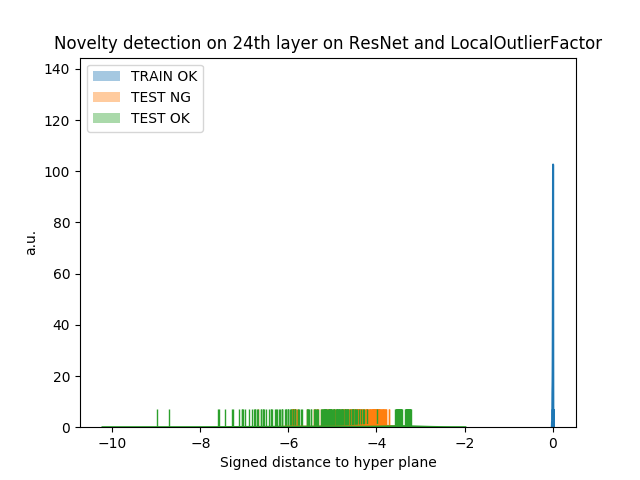 Novelty detection on 24th layer on ResNet and LocalOutlierFactor
TRAIN OK
TEST NG
TEST OK
140
120
100
80
60
40
20
0
a.u.
−10
−8
−6
−4
−2
0
Signed distance to hyper plane